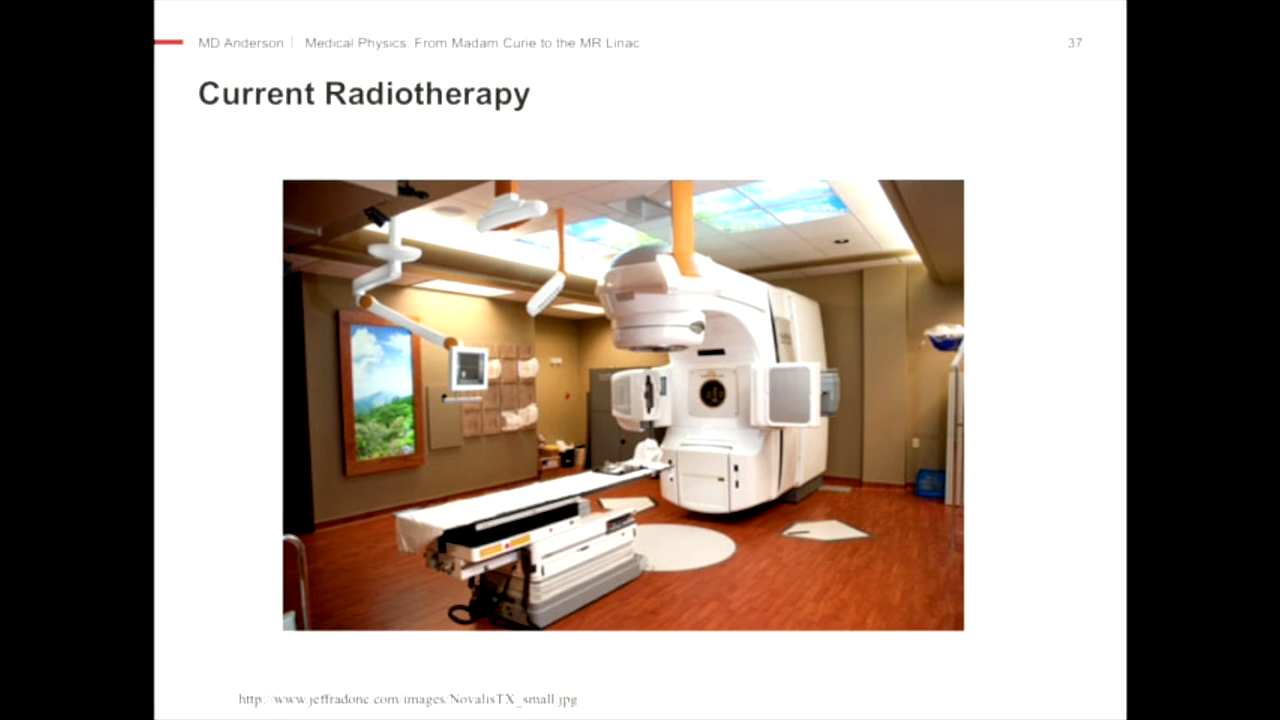 MD Anderson | Medical Physics: From Madam Curie to the MR Linac
37
Current Radiotherapy
http://www.jeffradonc.com/images/NovalisTX_small.jpg